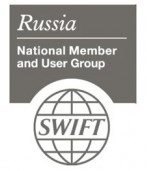 Russia
National Member
and User Group
SWIFT